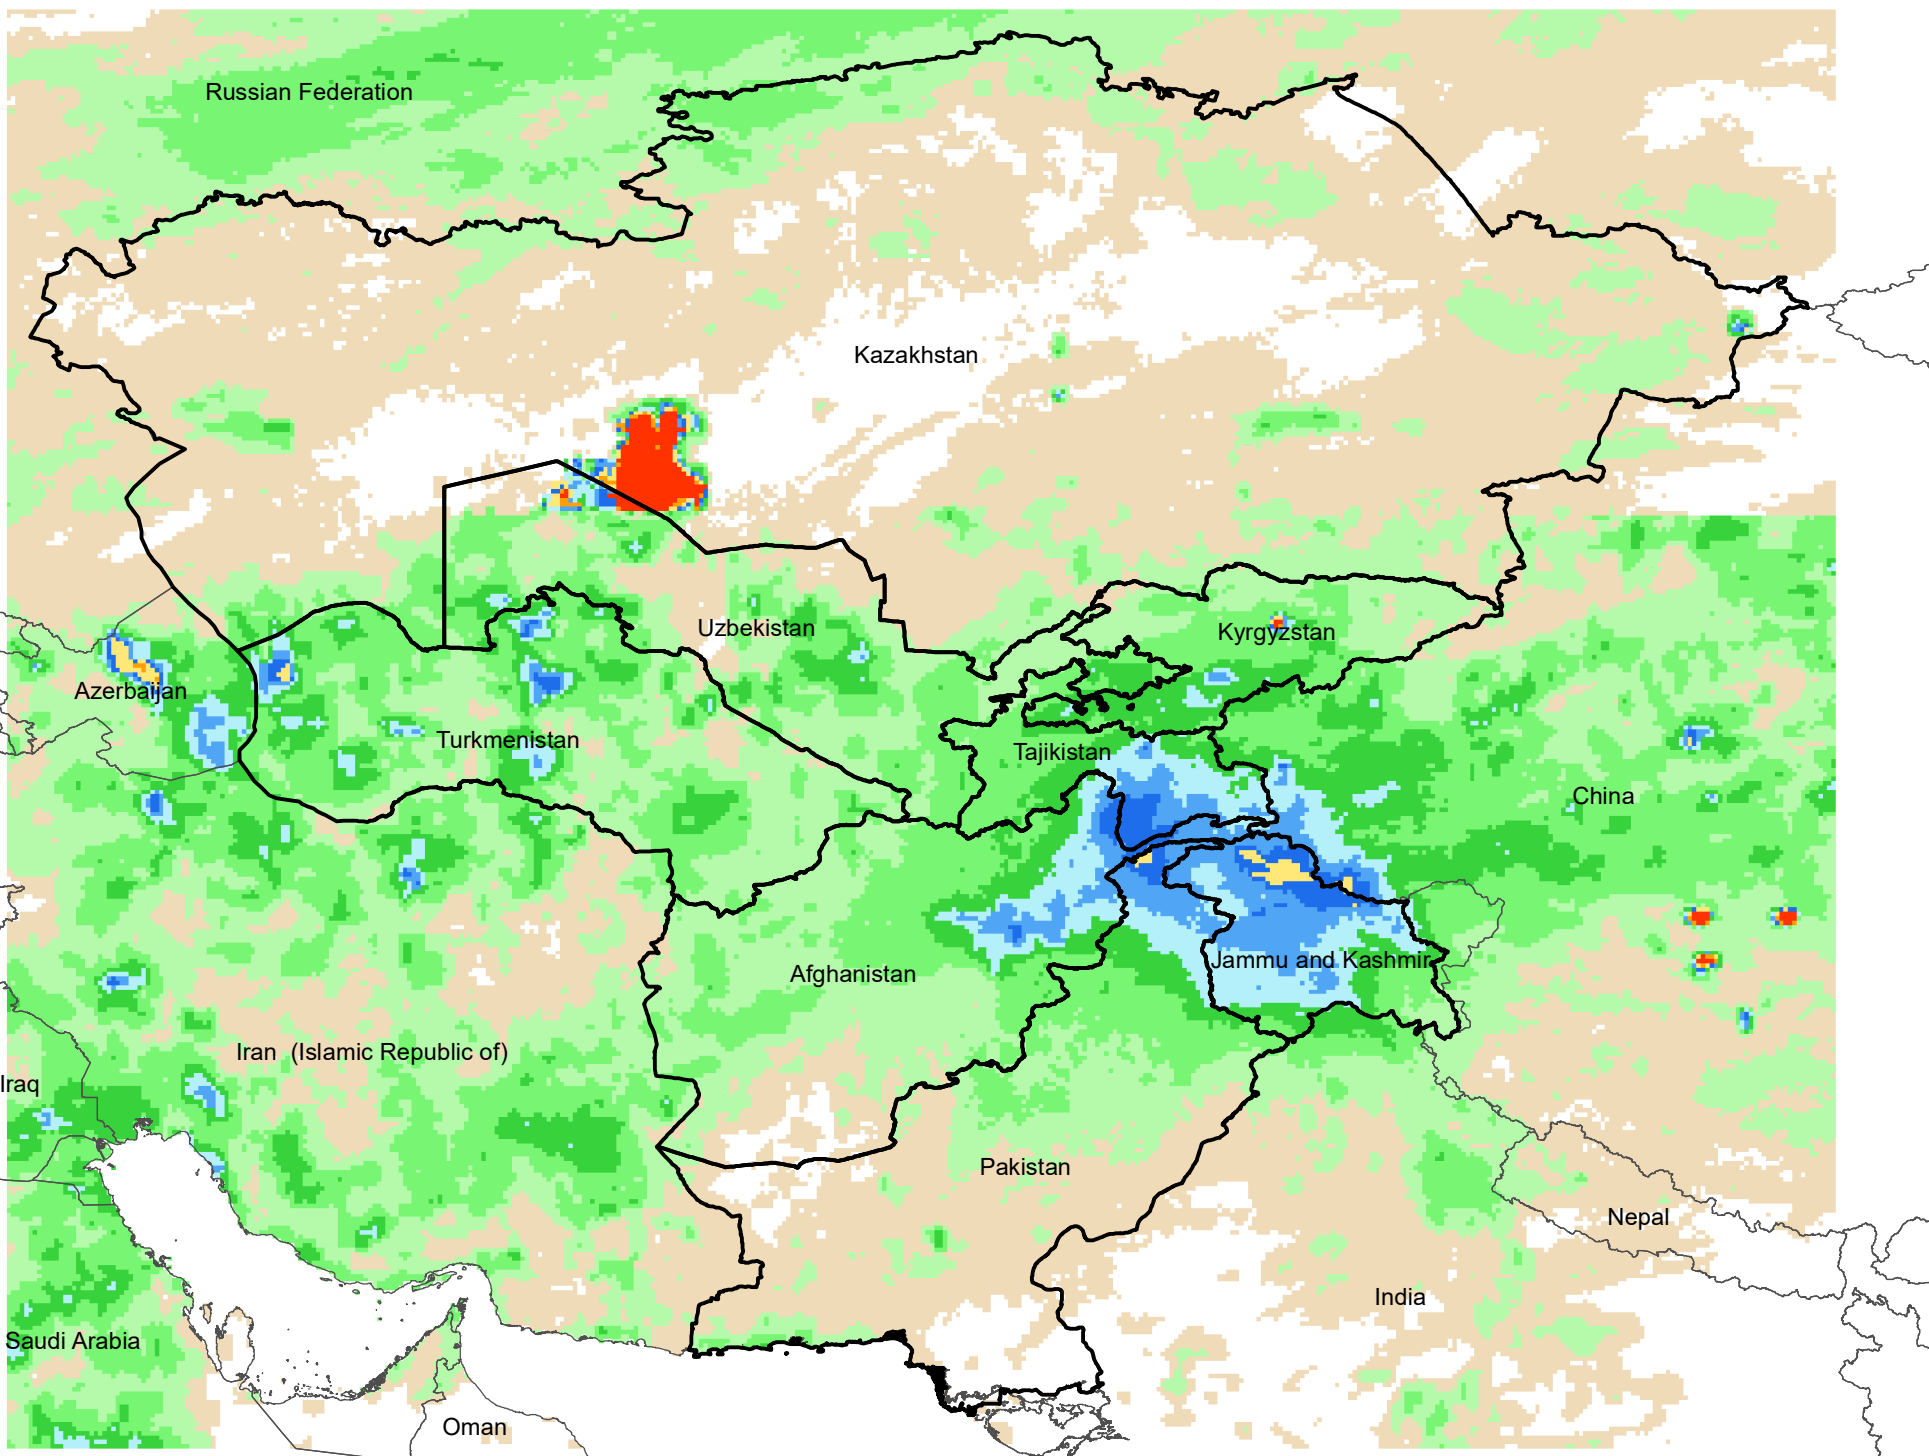 Russian Federation
Kazakhstan
Uzbekistan
Kyrgyzstan
Azerbaijan
Turkmenistan
Tajikistan
China
Jammu and Kashmir
Afghanistan
Iran  (Islamic Republic of)
Iraq
Pakistan
Nepal
India
Saudi Arabia
Oman